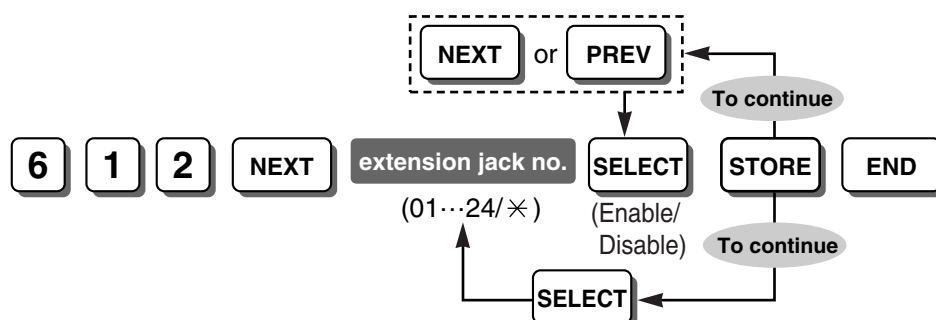 NEXT or PREV
To continue
6 1 2 NEXT extension jack no. SELECT STORE END
(01···24/✳)
(Enable/
Disable)
To continue
SELECT